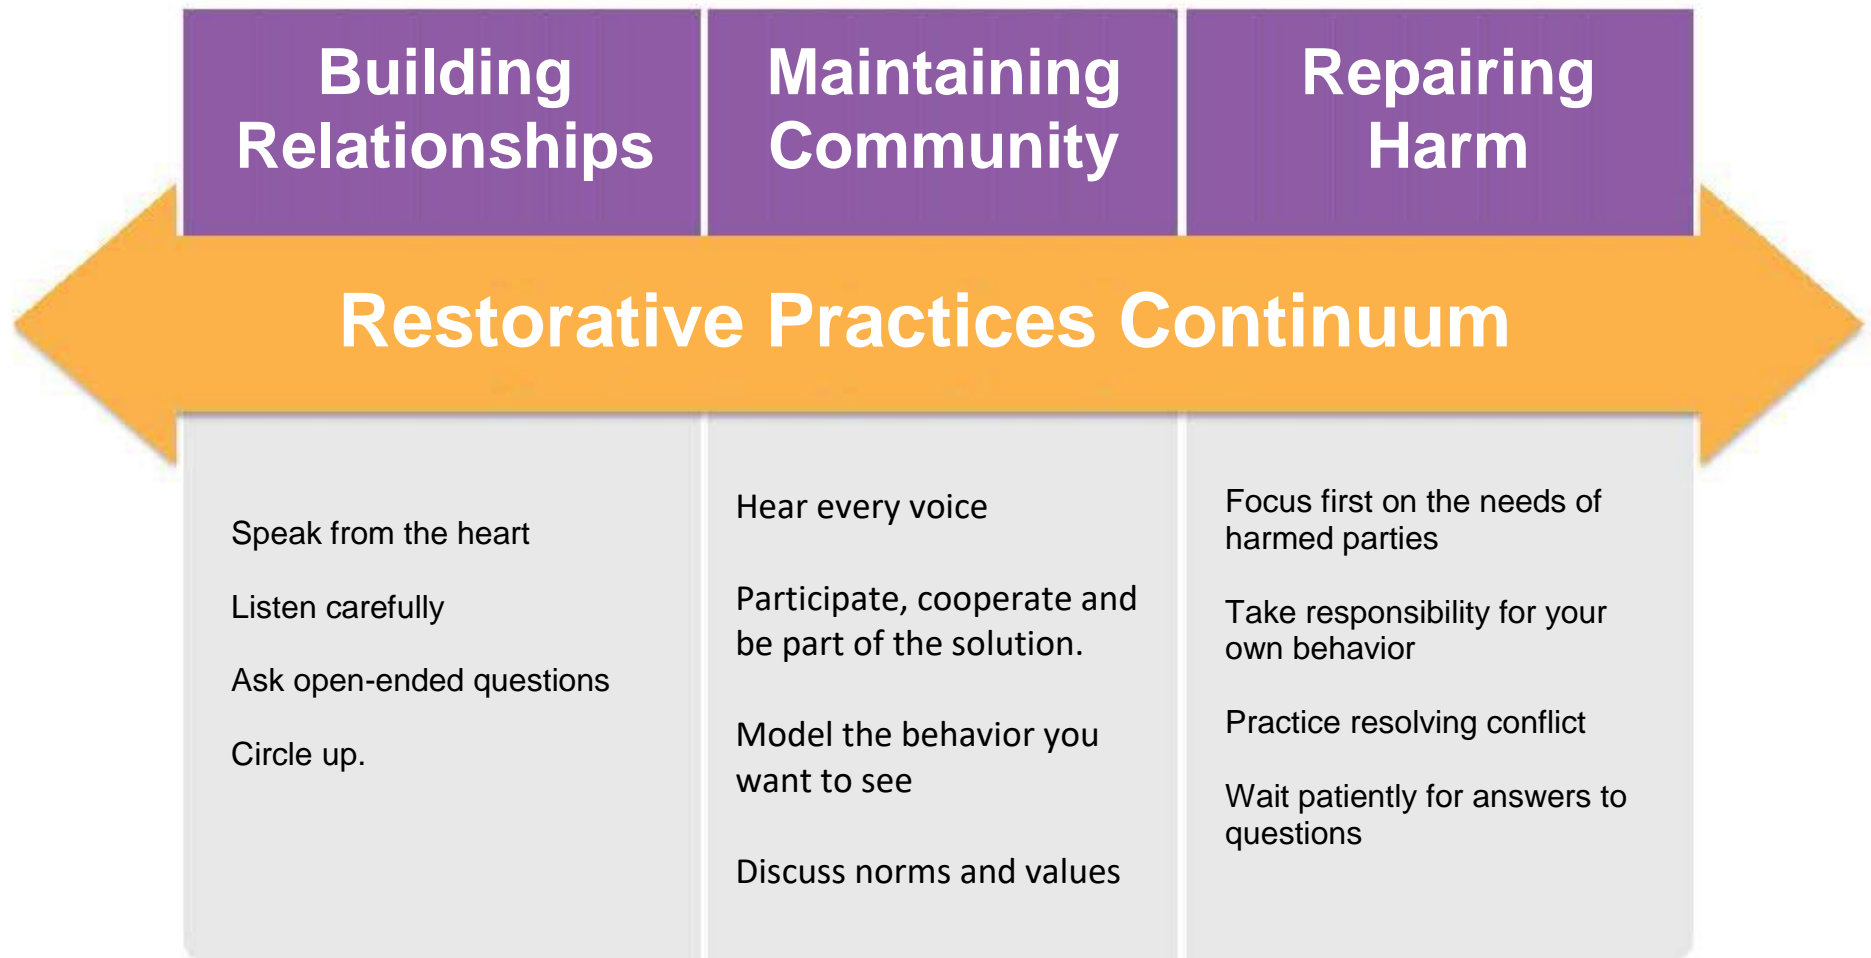 Building
Relationships
Maintaining
Community
Repairing
Harm
Restorative Practices Continuum
Speak from the heart
Listen carefully
Ask open-ended questions
Circle up.
Hear every voice
Participate, cooperate and
be part of the solution.
Model the behavior you
want to see
Discuss norms and values
Focus first on the needs of
harmed parties
Take responsibility for your
own behavior
Practice resolving conflict
Wait patiently for answers to
questions